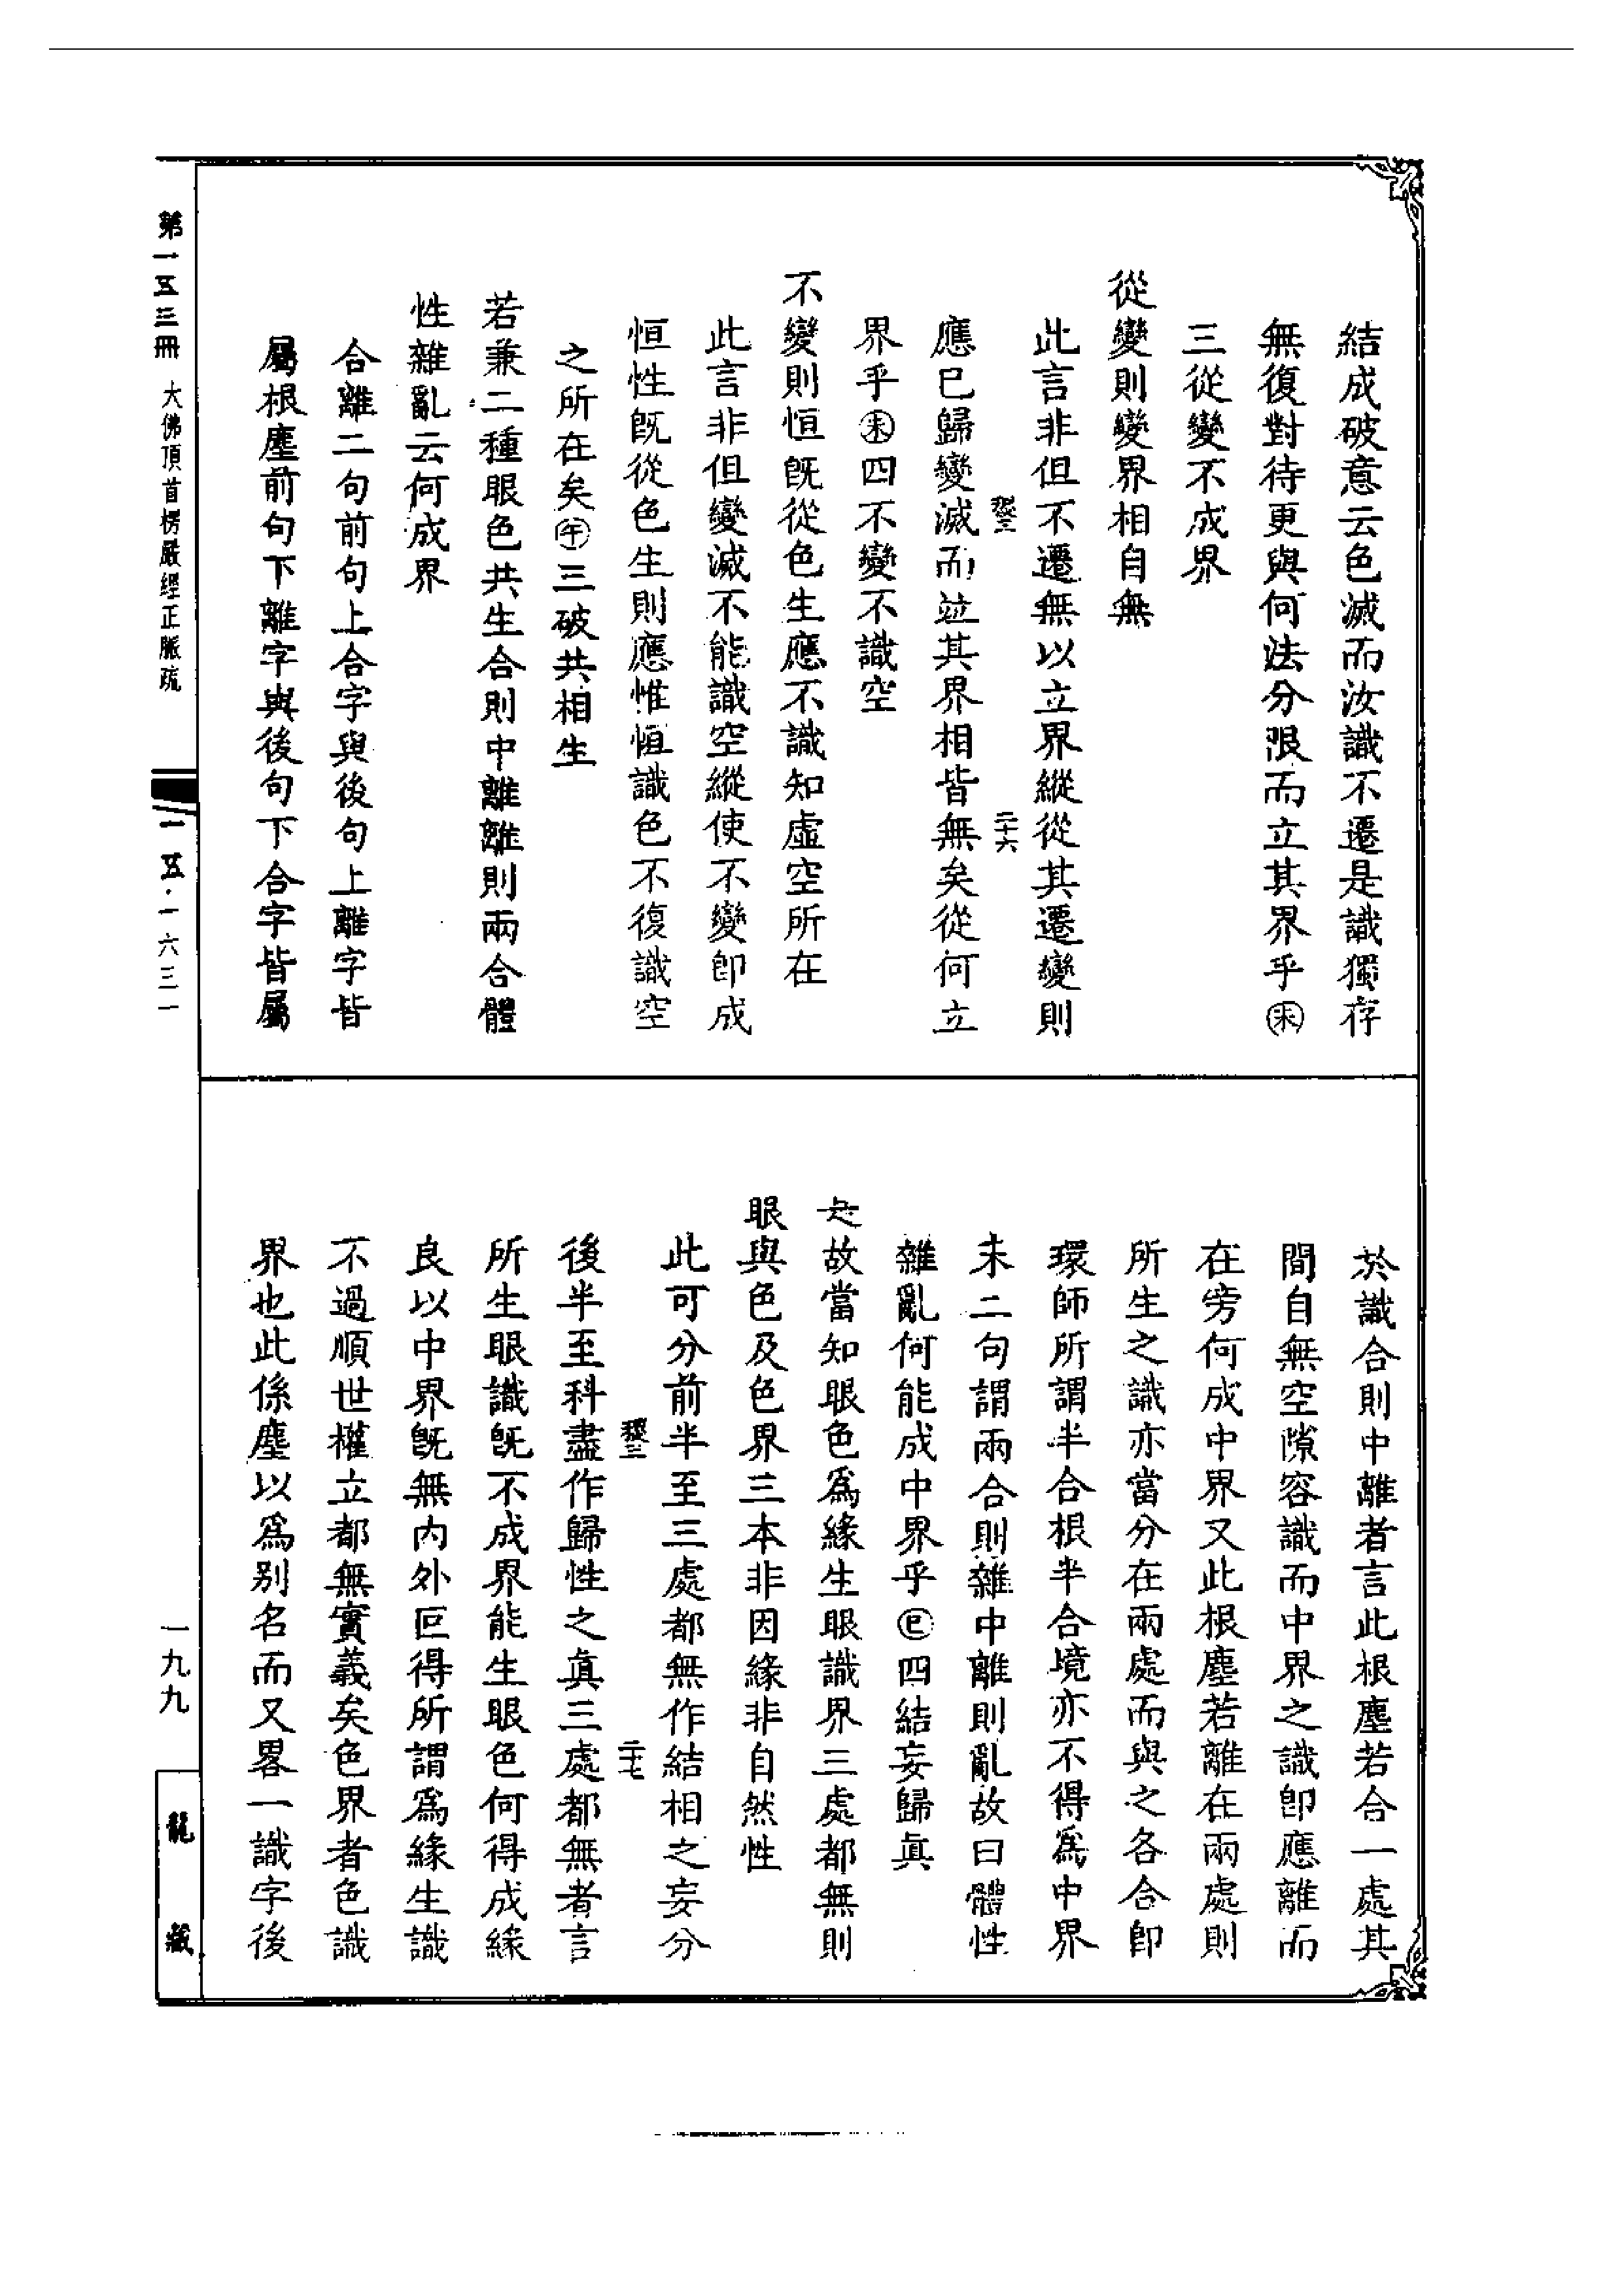 結成破意云色滅而汝識不遷是識獨存
無復對待更與何法分限而立其界乎㊍
三從變不成界
從變則變界相自無
此言非但不遷無以立界縱從其遷變則
二十六
應已歸變滅而竝其界相皆無矣從何立
界乎 四不變不識空
不變則恒旣從色生應不識知虛空所在
此言非但變滅不能識空縱使不變卽成
恒性旣從色生則應惟恒識色不復識空
之所在矣 三破共相生
若兼二種眼色共生合則中離離則兩合體
性雜亂云何成界
合離二句前句上合字與後句上離字皆
屬根塵前句下離字與後句下合字皆屬
於識合則中離者言此根塵若合一處其
間自無空隙容識而中界之識卽應離而
在旁何成中界又此根塵若離在兩處則
所生之識亦當分在兩處而與之各合卽
環師所謂半合根半合境亦不得爲中界
末二句謂兩合則雜中離則亂故曰體性
雜亂何能成中界乎 四結妄歸眞
是故當知眼色爲緣生眼識界三處都無則
眼與色及色界三本非因緣非自然性
此可分前半至三處都無作結相之妄分
二十七
後半至科盡作歸性之眞三處都無者言
所生眼識旣不成界能生眼色何得成緣
良以中界旣無內外叵得所謂爲緣生識
不過順世權立都無實義矣色界者色識
界也此係塵以爲别名而又畧一識字後
第一五三冊 大佛頂首楞嚴經正脈疏
一五·一六三一
一九九
龍藏